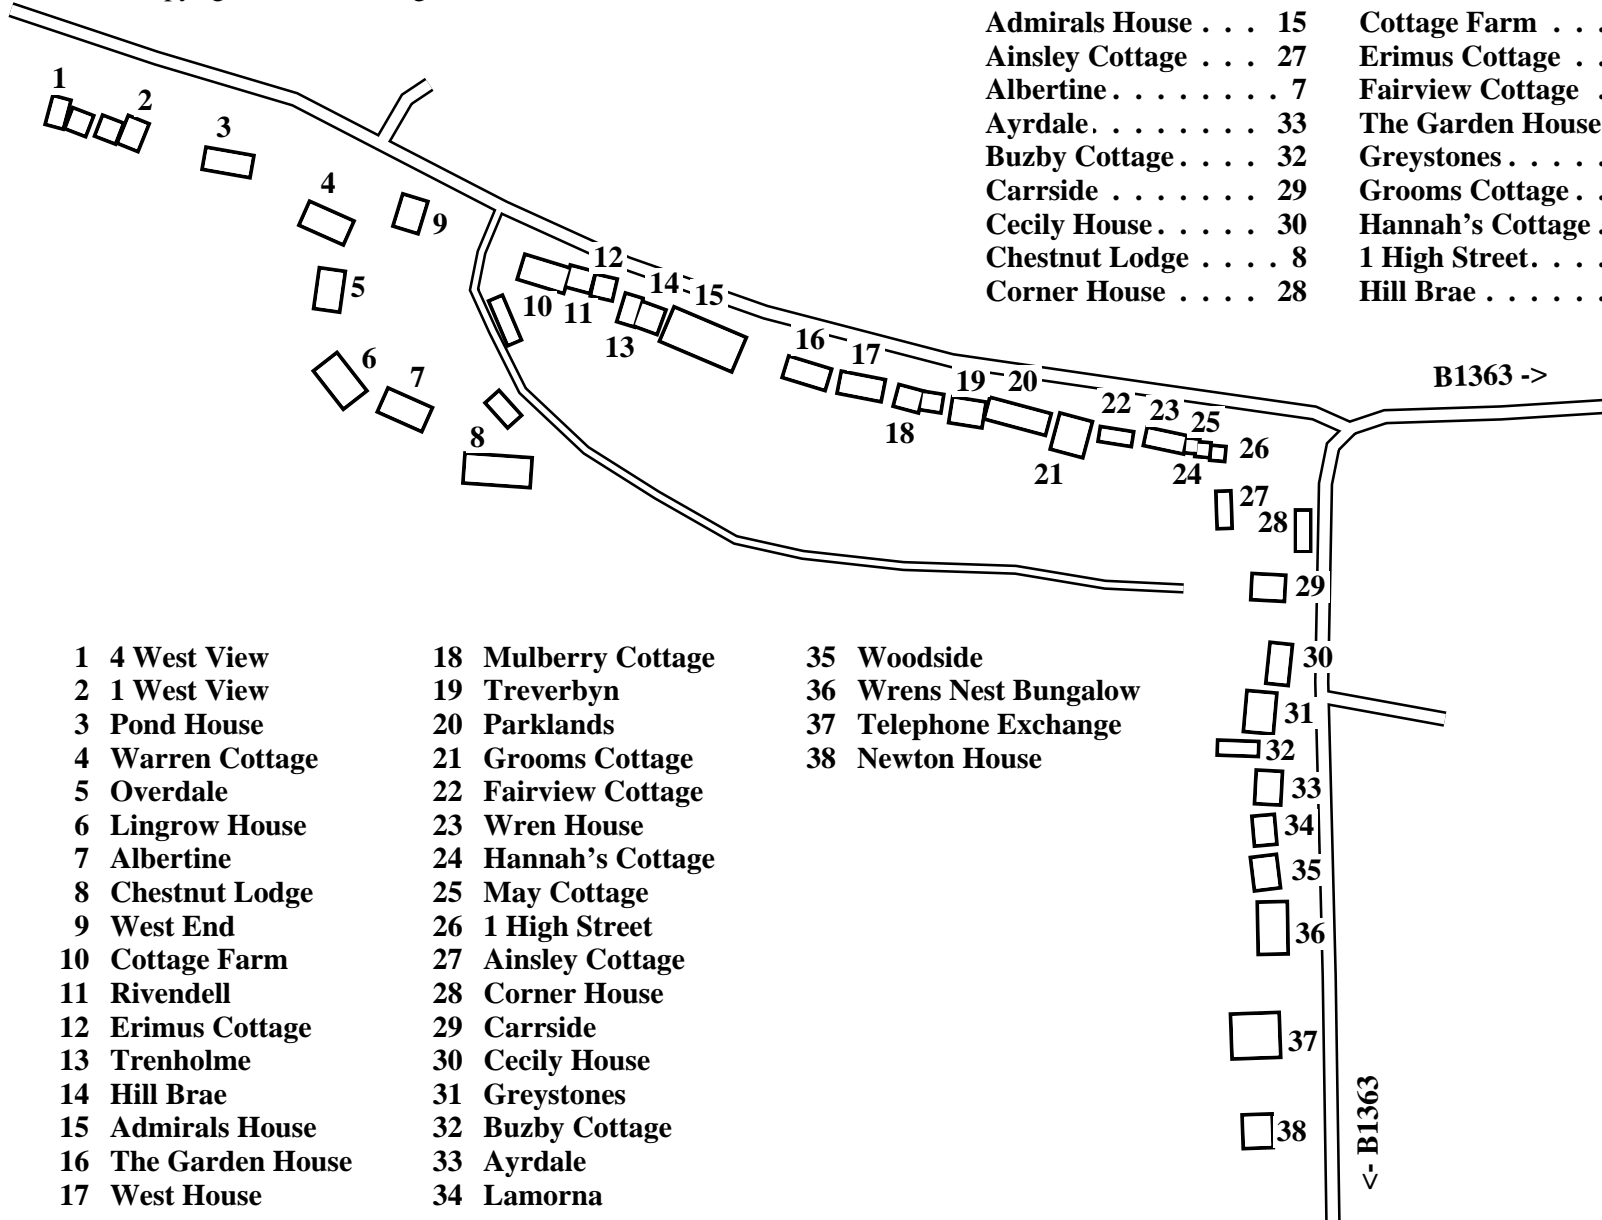 Admirals House . . . 15
Ainsley Cottage . . . 27
Albertine . . . . . . . . 7
Ayrdale. . . . . . . . 33
Buzby Cottage . . . . 32
Carrside . . . . . . . 29
Cecily House . . . . . 30
Chestnut Lodge . . . . 8
Corner House . . . . 28
Cottage Farm . . .
Erimus Cottage . .
Fairview Cottage .
The Garden House
Greystones . . . . .
Grooms Cottage . .
Hannah's Cottage .
1 High Street . . . .
Hill Brae . . . . . .
1
2
3
4
9
5
6
7
8
10
11
12
13
14
15
16
17
18
19
20
21
22
23
24
25
26
27
28
29
30
31
32
33
34
35
36
37
38
B1363 ->
<- B1363
1 4 West View
2 1 West View
3 Pond House
4 Warren Cottage
5 Overdale
6 Lingrow House
7 Albertine
8 Chestnut Lodge
9 West End
10 Cottage Farm
11 Rivendell
12 Erimus Cottage
13 Trenholme
14 Hill Brae
15 Admirals House
16 The Garden House
17 West House
18 Mulberry Cottage
19 Treverbyn
20 Parklands
21 Grooms Cottage
22 Fairview Cottage
23 Wren House
24 Hannah's Cottage
25 May Cottage
26 1 High Street
27 Ainsley Cottage
28 Corner House
29 Carrside
30 Cecily House
31 Greystones
32 Buzby Cottage
33 Ayrdale
34 Lamorna
35 Woodside
36 Wrens Nest Bungalow
37 Telephone Exchange
38 Newton House